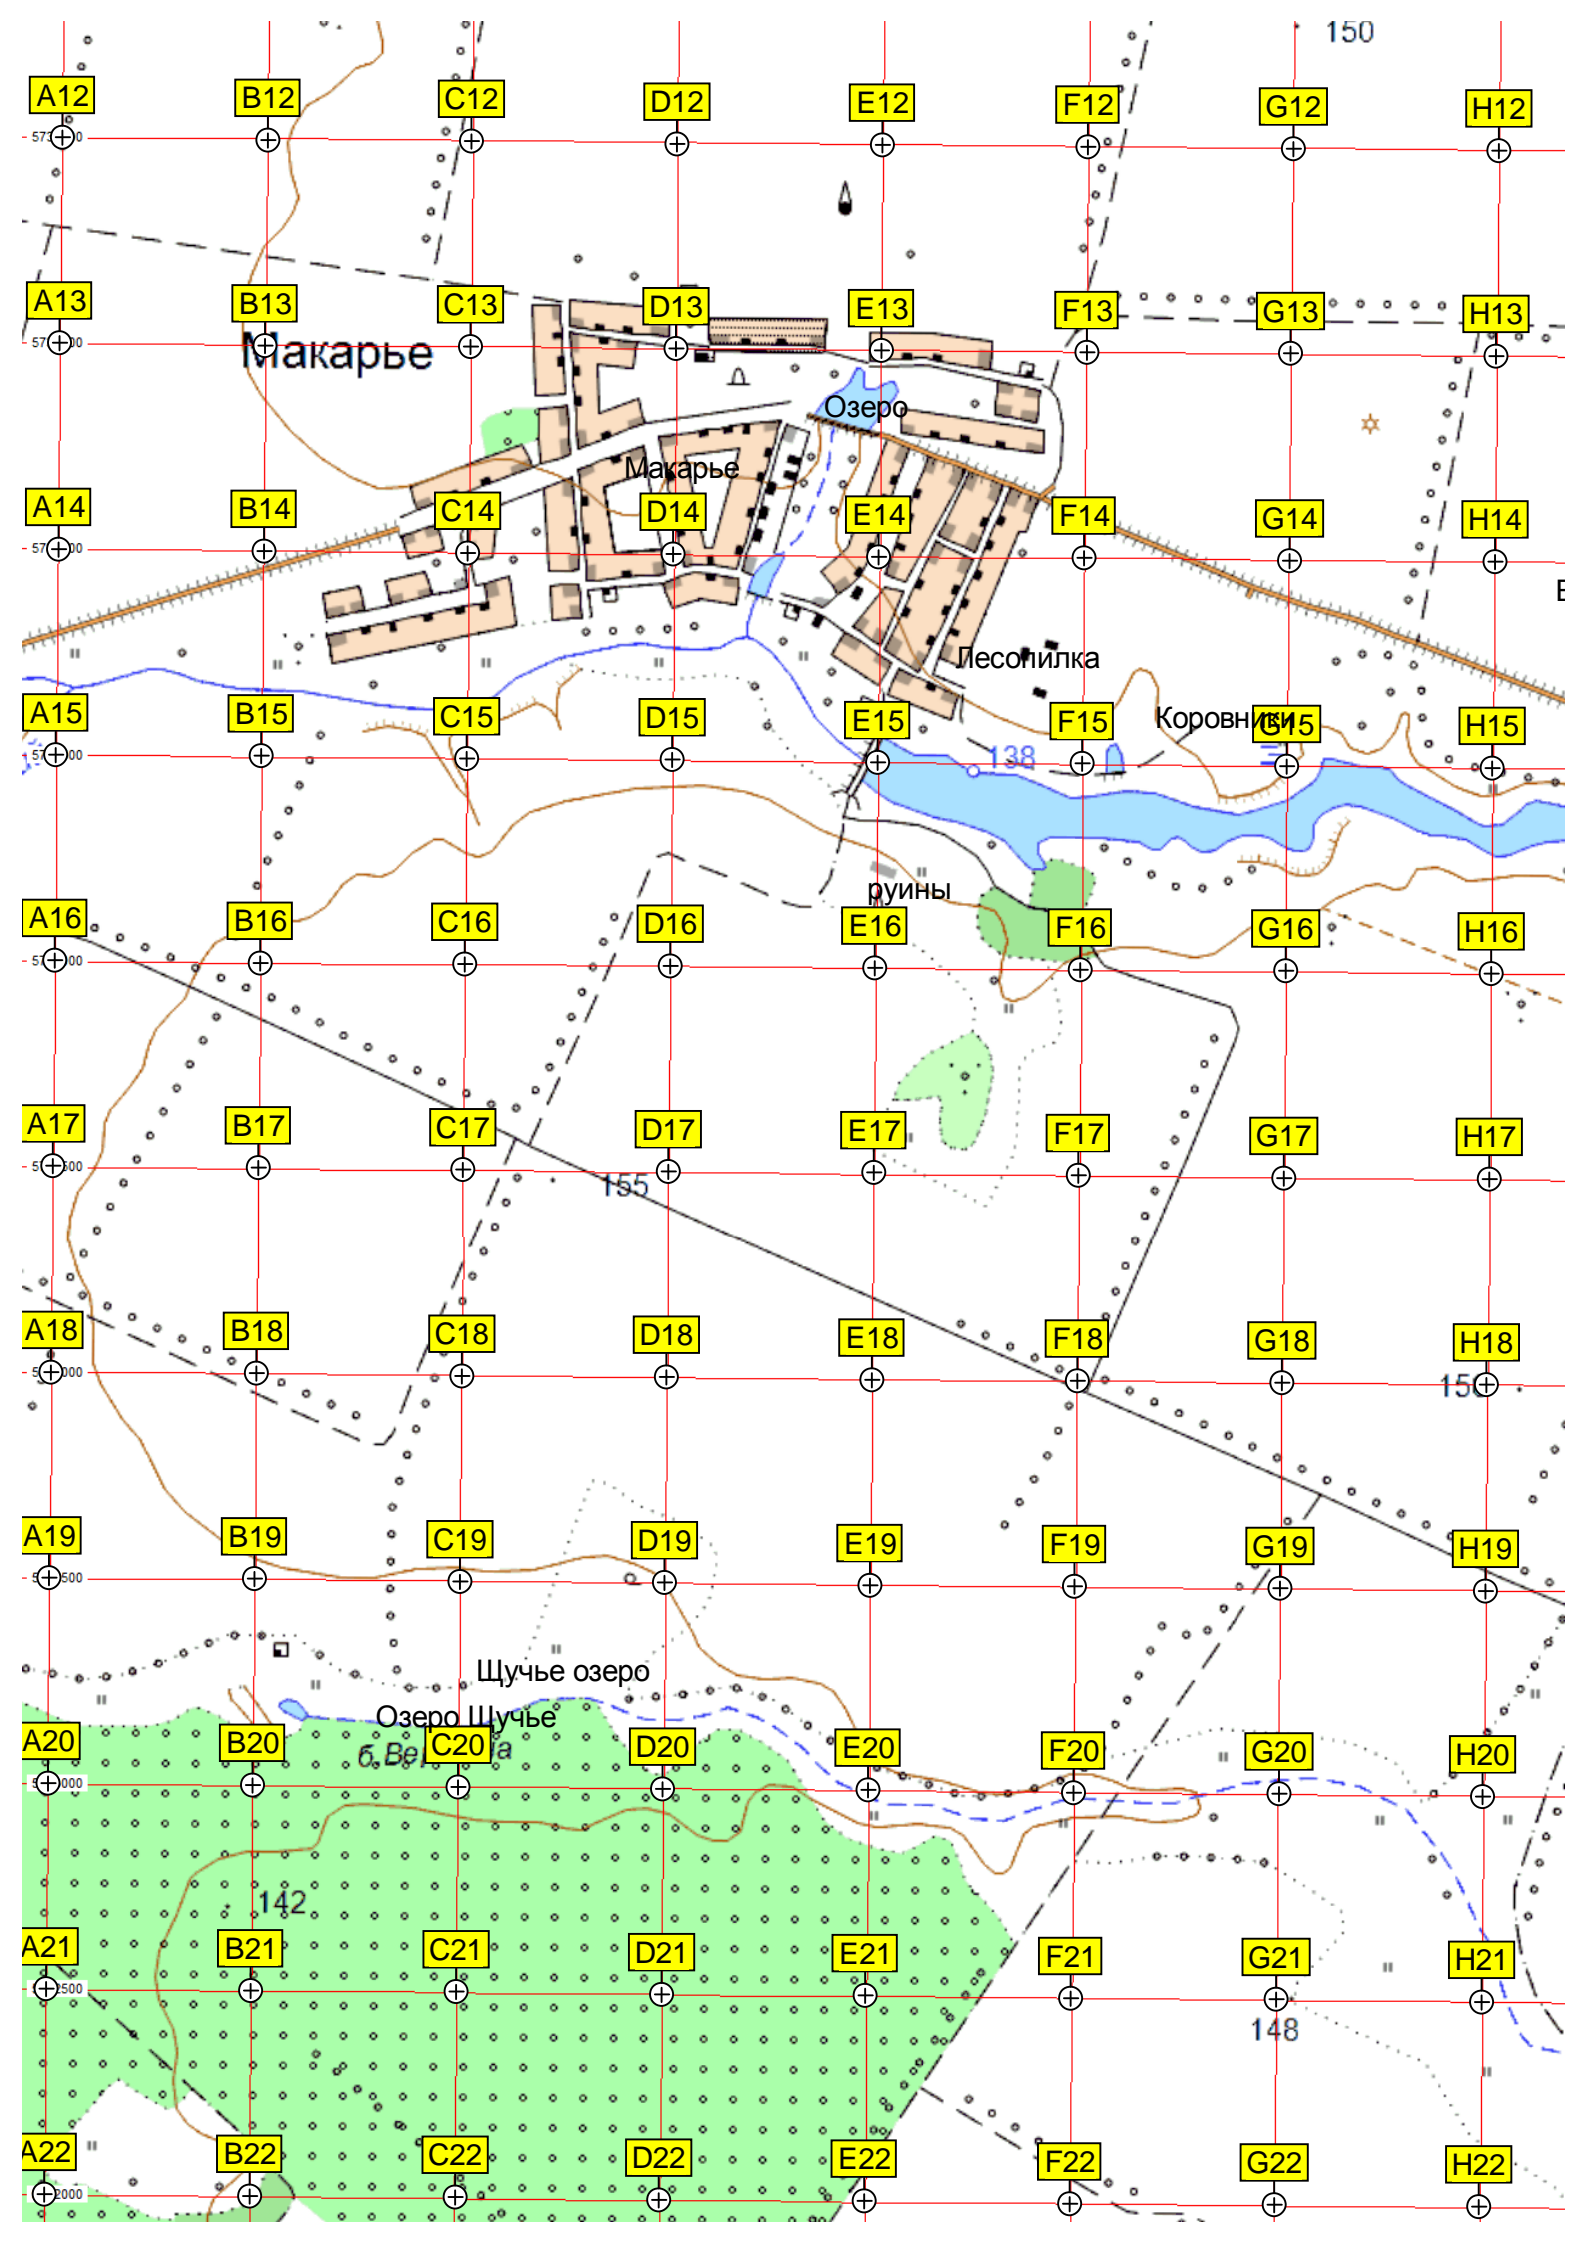 150
A12 B12 C12 D12 E12 F12 G12 H12
A13 B13 C13 D13 E13 F13 G13 H13
Макарье
Озеро
Макарье
A14 B14 C14 D14 E14 F14 G14 H14
Лесопилка
A15 B15 C15 D15 E15 F15 Коровники G15 H15
138
руины
A16 B16 C16 D16 E16 F16 G16 H16
A17 B17 C17 D17 E17 F17 G17 H17
155
A18 B18 C18 D18 E18 F18 G18 H18
A19 B19 C19 D19 E19 F19 G19 H19
Щучье озеро
Озеро Щучье
A20 B20 C20 D20 E20 F20 G20 H20
142
A21 B21 C21 D21 E21 F21 G21 H21
148
A22 B22 C22 D22 E22 F22 G22 H22